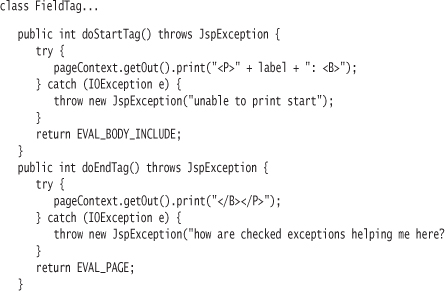 class FieldTag...
public int doStartTag() throws JspException {
try {
pageContext.getOut().print("<P>" + label + ": <B>");
} catch (IOException e) {
throw new JspException("unable to print start");
}
return EVAL_BODY_INCLUDE;
}
public int doEndTag() throws JspException {
try {
pageContext.getOut().print("</B></P>");
} catch (IOException e) {
throw new JspException("how are checked exceptions helping me here?
}
return EVAL_PAGE;
}